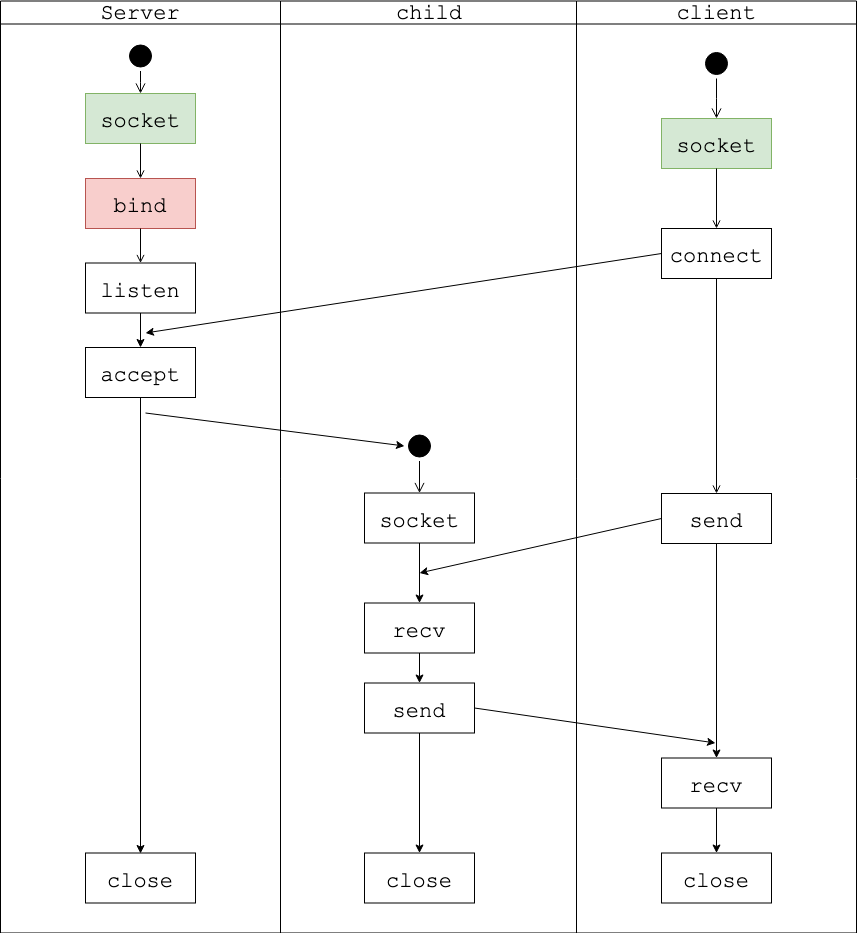 Server
child
client
socket
bind
listen
accept
close
socket
recv
send
close
socket
connect
send
recv
close